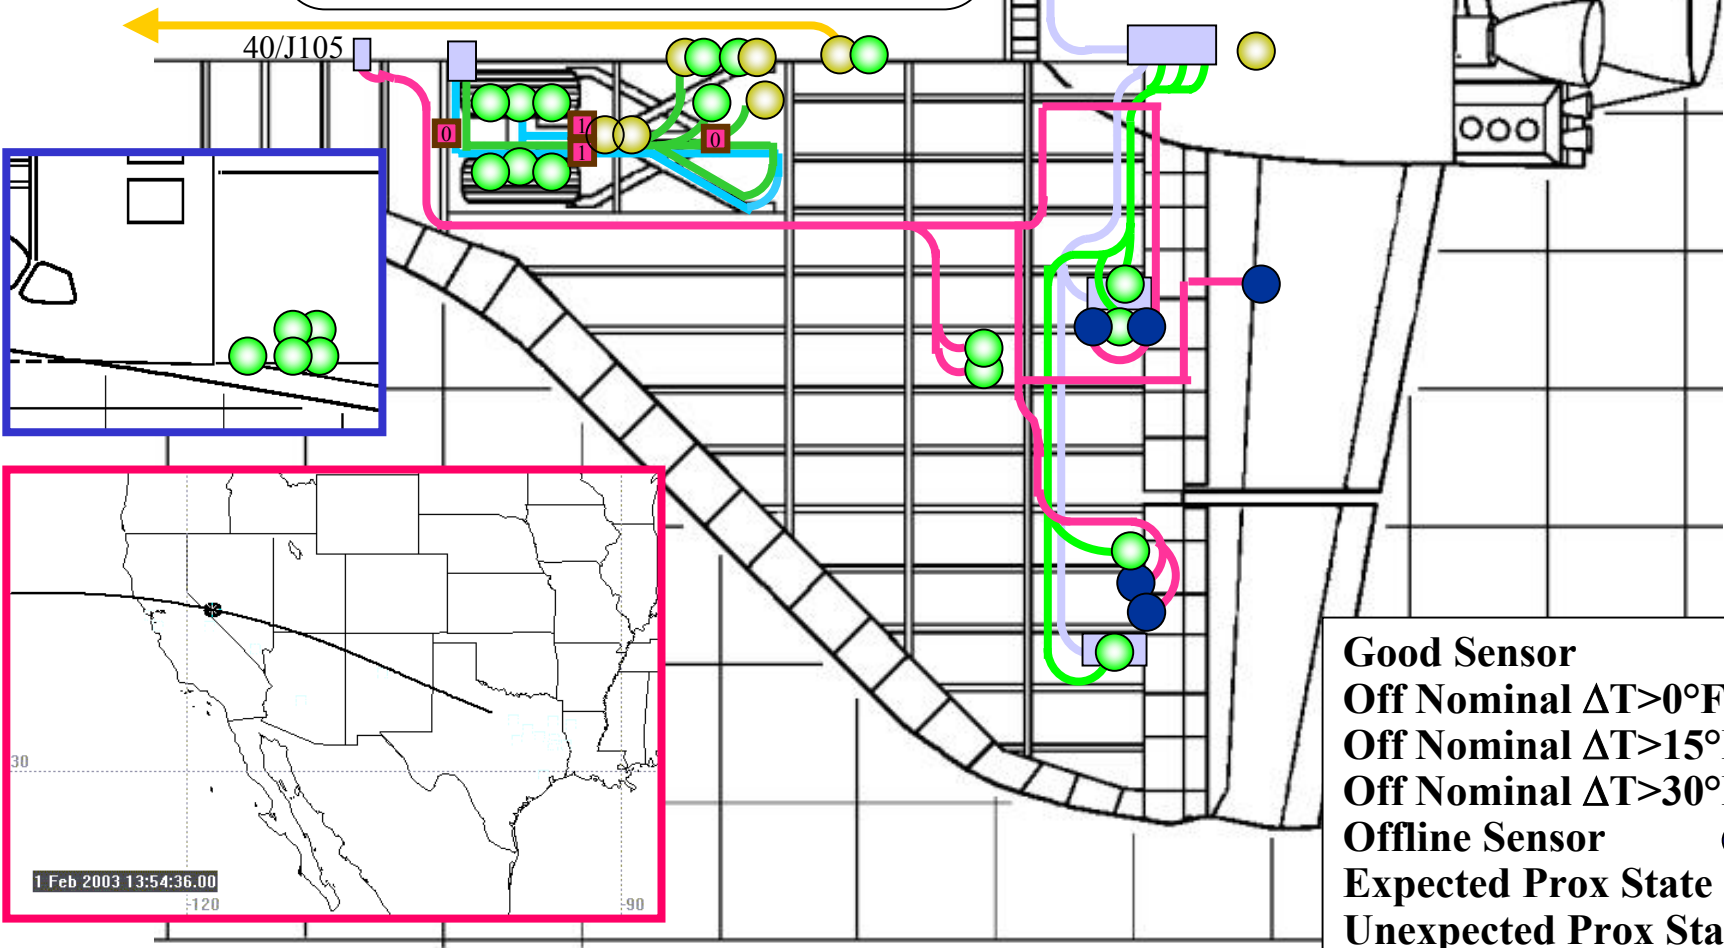 40/J105
0
1
1
0
30
1 Feb 2003 13:54:36.00
-120
-90
Good Sensor
Off Nominal ΔT>0°F
Off Nominal ΔT>15°
Off Nominal ΔT>30°
Offline Sensor
Expected Prox State
Unexpected Prox Sta